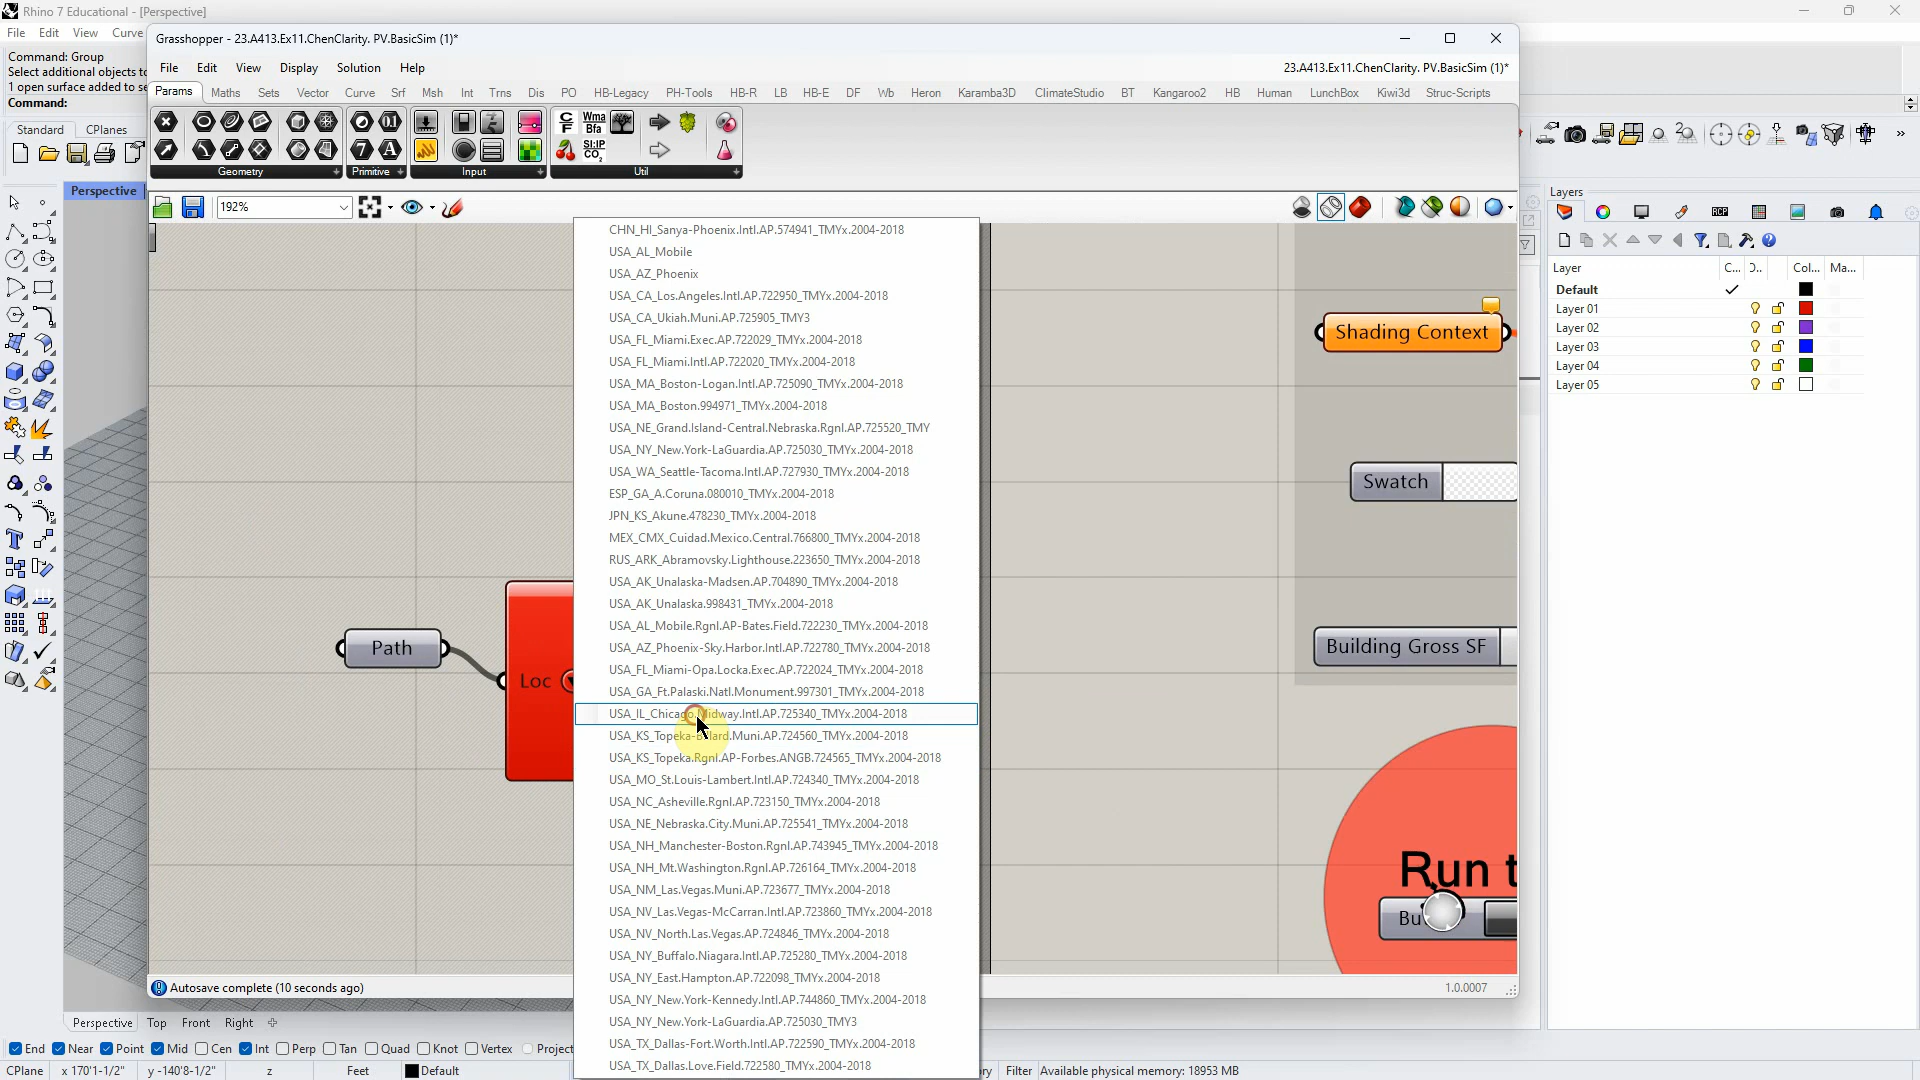 Rhino 7 Educational - [Perspective]
File Edit View Curve
Command: Group
Select additional objects to
1 open surface added to se
Command:
Standard CPlanes
Perspective
Grasshopper - 23.A413.Ex11.ChenClarity. PV.BasicSim (1)*
File Edit View Display Solution Help
23.A413.Ex11.ChenClarity. PV.BasicSim (1)*
Params Maths Sets Vector Curve Srf Msh Int Trns Dis PO HB-Legacy PH-Tools HB-R LB HB-E DF Wb Heron Karamba3D ClimateStudio BT Kangaroo2 HB Human LunchBox Kiwi3d Struc-Scripts
Geometry Primitive Input Util
192%
CHN_HI_Sanya-Phoenix.Intl.AP.574941_TMYx.2004-2018
USA_AL_Mobile
USA_AZ_Phoenix
USA_CA_Los.Angeles.Intl.AP.722950_TMYx.2004-2018
USA_CA_Ukiah.Muni.AP.725905_TMY3
USA_FL_Miami.Exec.AP.722029_TMYx.2004-2018
USA_FL_Miami.Intl.AP.722020_TMYx.2004-2018
USA_MA_Boston-Logan.Intl.AP.725090_TMYx.2004-2018
USA_MA_Boston.994971_TMYx.2004-2018
USA_NE_Grand.Island-Central.Nebraska.Rgnl.AP.725520_TMY
USA_NY_New.York-LaGuardia.AP.725030_TMYx.2004-2018
USA_WA_Seattle-Tacoma.Intl.AP.727930_TMYx.2004-2018
ESP_GA_A.Coruna.080010_TMYx.2004-2018
JPN_KS_Akune.478230_TMYx.2004-2018
MEX_CMX_Cuidad.Mexico.Central.766800_TMYx.2004-2018
RUS_ARK_Abramovsky.Lighthouse.223650_TMYx.2004-2018
USA_AK_Unalaska-Madsen.AP.704890_TMYx.2004-2018
USA_AK_Unalaska.998431_TMYx.2004-2018
USA_AL_Mobile.Rgnl.AP-Bates.Field.722230_TMYx.2004-2018
USA_AZ_Phoenix-Sky.Harbor.Intl.AP.722780_TMYx.2004-2018
USA_FL_Miami-Opa.Locka.Exec.AP.722024_TMYx.2004-2018
USA_GA_Ft.Palaski.Natl.Monument.997301_TMYx.2004-2018
USA_IL_Chicago.Midway.Intl.AP.725340_TMYx.2004-2018
USA_KS_Topeka-Billard.Muni.AP.724560_TMYx.2004-2018
USA_KS_Topeka.Rgnl.AP-Forbes.ANGB.724565_TMYx.2004-2018
USA_MO_St.Louis-Lambert.Intl.AP.724340_TMYx.2004-2018
USA_NC_Asheville.Rgnl.AP.723150_TMYx.2004-2018
USA_NE_Nebraska.City.Muni.AP.725541_TMYx.2004-2018
USA_NH_Manchester-Boston.Rgnl.AP.743945_TMYx.2004-2018
USA_NH_Mt.Washington.Rgnl.AP.726164_TMYx.2004-2018
USA_NM_Las.Vegas.Muni.AP.723677_TMYx.2004-2018
USA_NV_Las.Vegas-McCarran.Intl.AP.723860_TMYx.2004-2018
USA_NV_North.Las.Vegas.AP.724846_TMYx.2004-2018
USA_NY_Buffalo.Niagara.Intl.AP.725280_TMYx.2004-2018
USA_NY_East.Hampton.AP.722098_TMYx.2004-2018
USA_NY_New.York-Kennedy.Intl.AP.744860_TMYx.2004-2018
USA_NY_New.York-LaGuardia.AP.725030_TMY3
USA_TX_Dallas-Fort.Worth.Intl.AP.722590_TMYx.2004-2018
USA_TX_Dallas.Love.Field.722580_TMYx.2004-2018
Path
Loc
Shading Context
Swatch
Building Gross SF
Run t
Bu
Autosave complete (10 seconds ago)
1.0.0007
Layers
Layer C... Col... Ma...
Default
Layer 01
Layer 02
Layer 03
Layer 04
Layer 05
Perspective Top Front Right
End Near Point Mid Cen Int Perp Tan Quad Knot Vertex Project
CPlane x 170'1-1/2" y -140'8-1/2" z Feet Default
Filter Available physical memory: 18953 MB